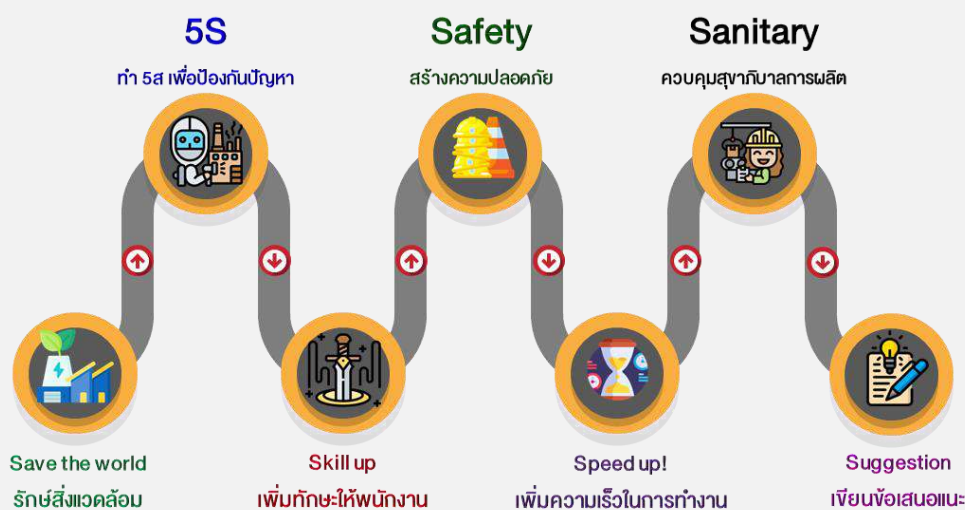 5S
ทำ 5ส เพื่อป้องกันปัญหา
Safety
สร้างความปลอดภัย
Sanitary
ควบคุมสุขาภิบาลการผลิต
Save the world
รักษ์สิ่งแวดล้อม
Skill up
เพิ่มทักษะให้พนักงาน
Speed up!
เพิ่มความเร็วในการทำงาน
Suggestion
เขียนข้อเสนอแนะ